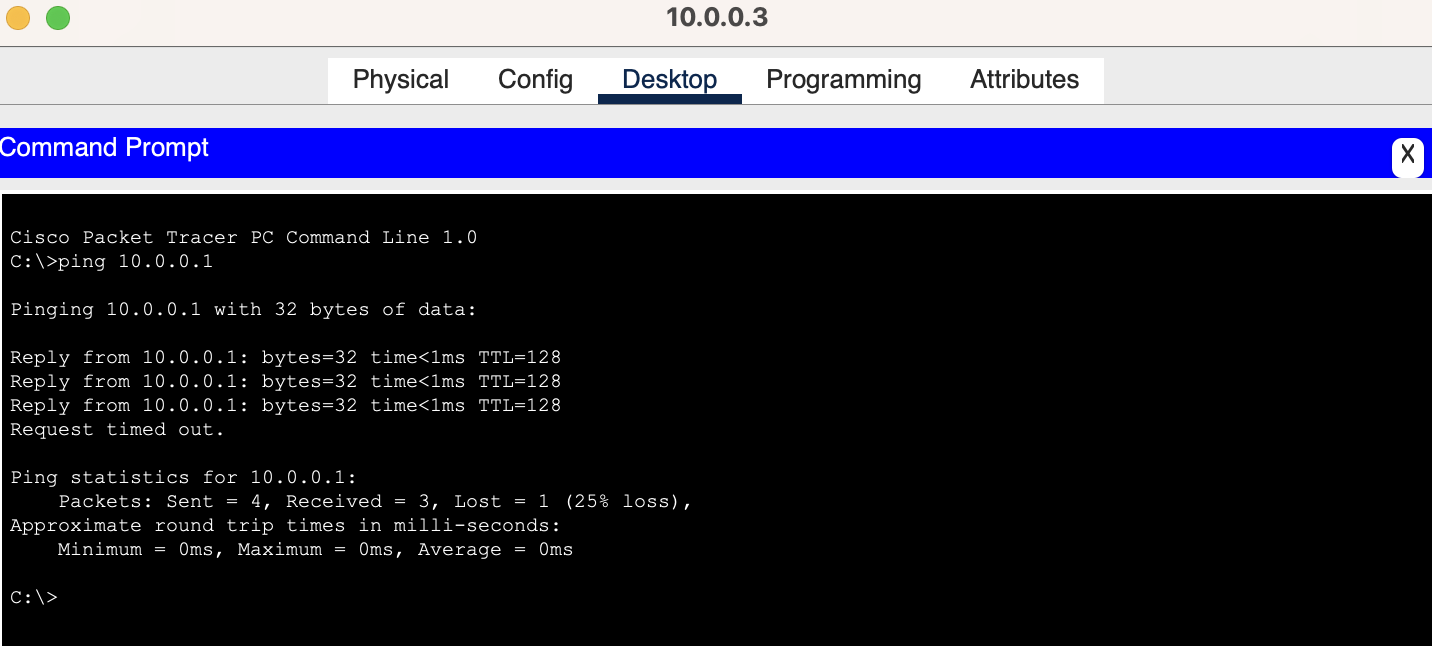 10.0.0.3
Physical Config Desktop Programming Attributes
Command Prompt
X
Cisco Packet Tracer PC Command Line 1.0
C:\>ping 10.0.0.1
Pinging 10.0.0.1 with 32 bytes of data:
Reply from 10.0.0.1: bytes=32 time<1ms TTL=128
Reply from 10.0.0.1: bytes=32 time<1ms TTL=128
Reply from 10.0.0.1: bytes=32 time<1ms TTL=128
Request timed out.
Ping statistics for 10.0.0.1:
    Packets: Sent = 4, Received = 3, Lost = 1 (25% loss),
Approximate round trip times in milli-seconds:
    Minimum = 0ms, Maximum = 0ms, Average = 0ms
C:\>